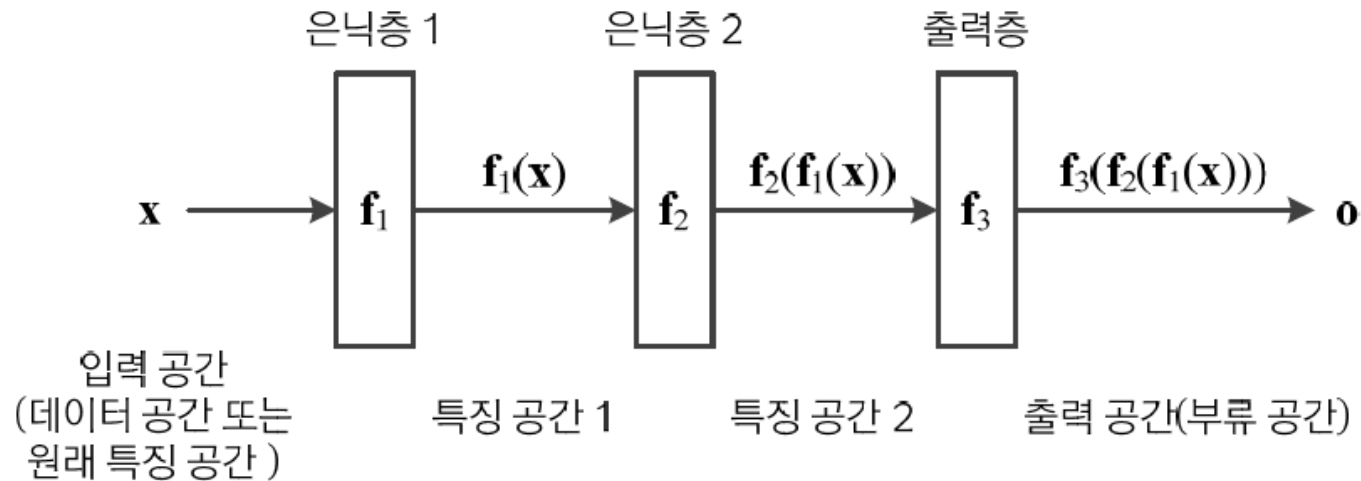 은닉층 1
은닉층 2
출력층
f₁(x)
f₂(f₁(x))
f₃(f₂(f₁(x)))
x
f₁
f₂
f₃
o
입력 공간
(데이터 공간 또는
원래 특징 공간 )
특징 공간 1
특징 공간 2
출력 공간(부류 공간)